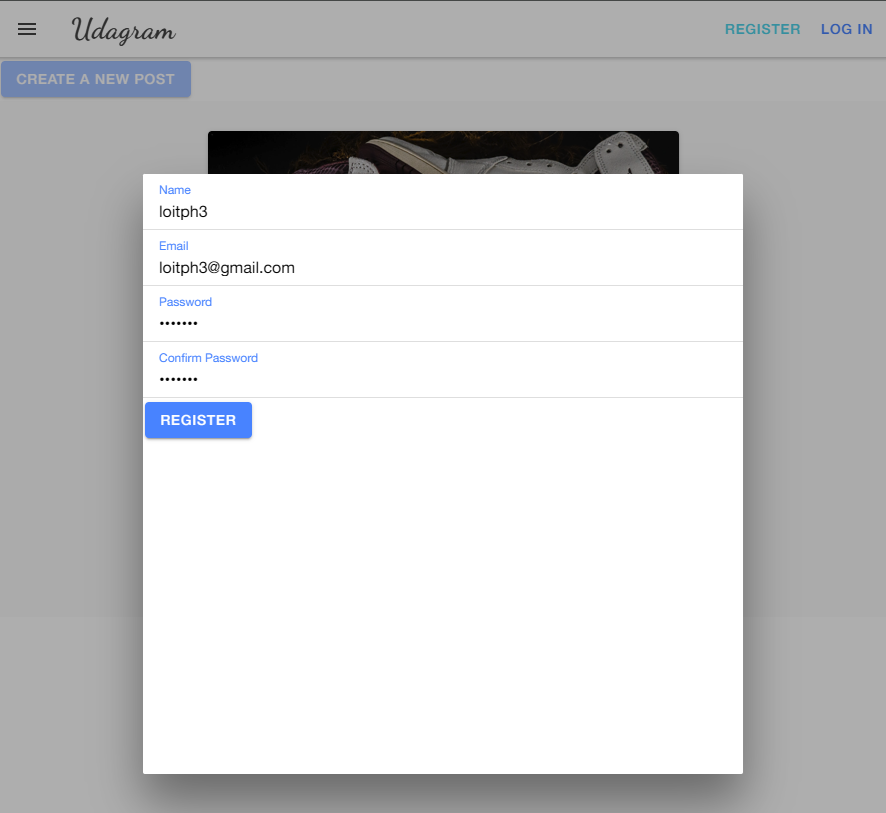 Udagram
REGISTER
LOG IN
CREATE A NEW POST
Name
loitph3
Email
loitph3@gmail.com
Password
•••••••
Confirm Password
•••••••
REGISTER